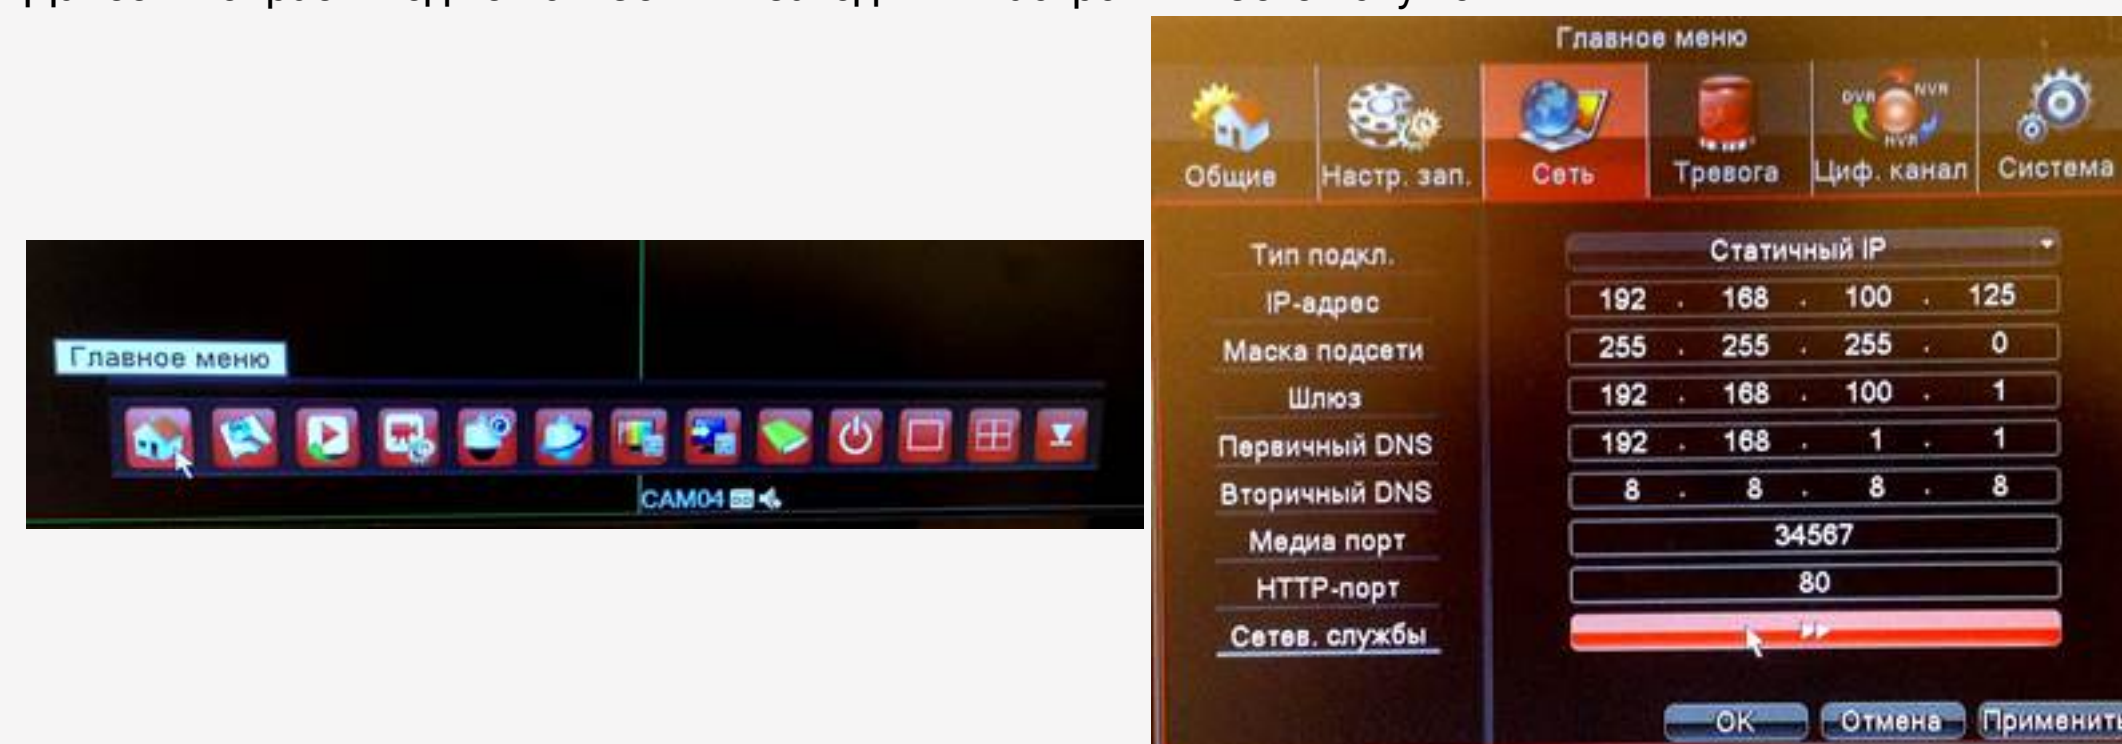 Главное меню
CAM04
Главное меню
DVR NVR
HVR
Общие Настр. зап. Сеть Тревога Циф. канал Система
Тип подкл. Статичный IP
IP-адрес 192 . 168 . 100 . 125
Маска подсети 255 . 255 . 255 . 0
Шлюз 192 . 168 . 100 . 1
Первичный DNS 192 . 168 . 1 . 1
Вторичный DNS 8 . 8 . 8 . 8
Медиа порт 34567
HTTP-порт 80
Сетев. службы
OK Отмена Применить